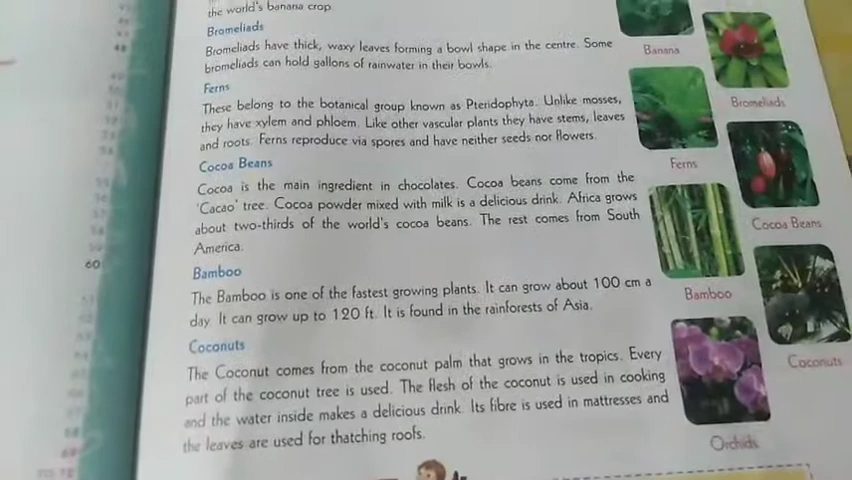 the world's banana crop.
Bromeliads
Bromeliads have thick, waxy leaves forming a bowl shape in the centre. Some
bromeliads can hold gallons of rainwater in their bowls.
Ferns
These belong to the botanical group known as Pteridophyta. Unlike mosses,
they have xylem and phloem. Like other vascular plants they have stems, leaves
and roots. Ferns reproduce via spores and have neither seeds nor flowers.
Cocoa Beans
Cocoa is the main ingredient in chocolates. Cocoa beans come from the
'Cacao' tree. Cocoa powder mixed with milk is a delicious drink. Africa grows
about two-thirds of the world's cocoa beans. The rest comes from South
America.
Bamboo
The Bamboo is one of the fastest growing plants. It can grow about 100 cm a
day. It can grow up to 120 ft. It is found in the rainforests of Asia.
Coconuts
The Coconut comes from the coconut palm that grows in the tropics. Every
part of the coconut tree is used. The flesh of the coconut is used in cooking
and the water inside makes a delicious drink. Its fibre is used in mattresses and
the leaves are used for thatching roofs.
Banana
Bromeliads
Ferns
Cocoa Beans
Bamboo
Coconuts
Orchids
60